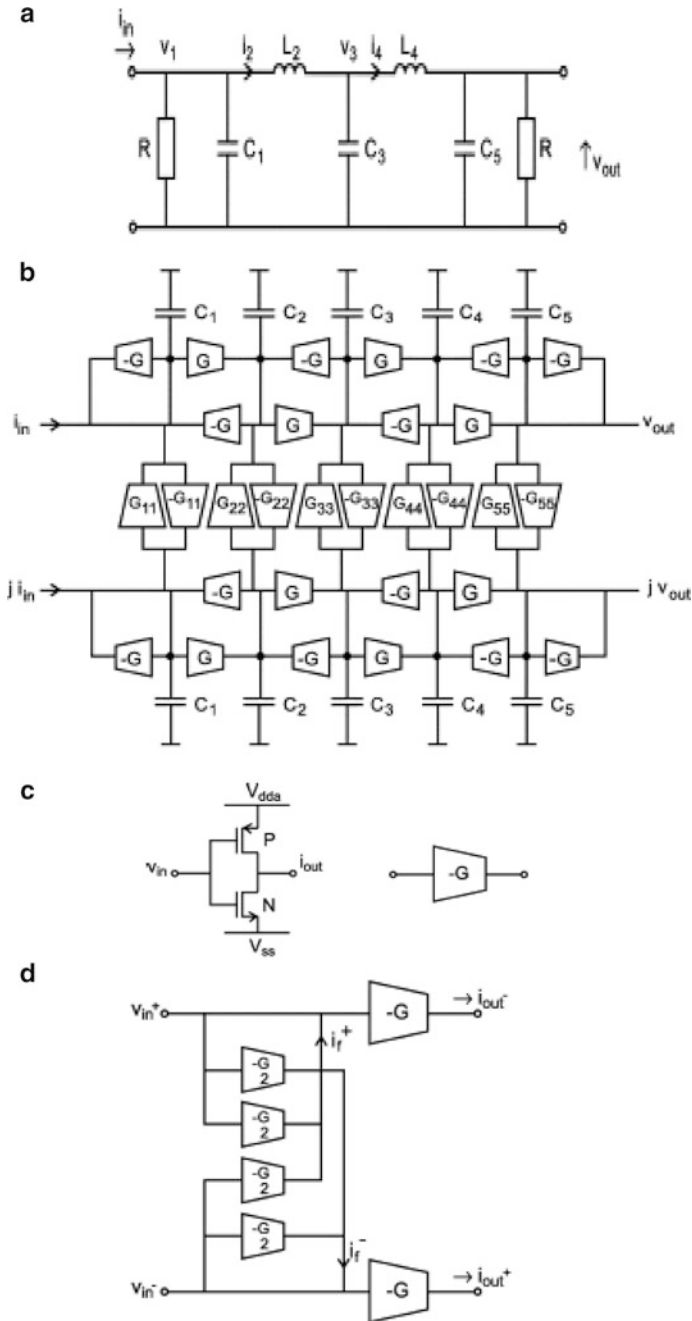 a
i_in
v_1 i_2 L_2 v_3 i_4 L_4
R C_1 C_3 C_5 R v_out
b
C_1 C_2 C_3 C_4 C_5
-G G -G G -G -G
i_in -G G -G G v_out
G_11 -G_11 G_22 -G_22 G_33 -G_33 G_44 -G_44 G_55 -G_55
j i_in -G G -G G j v_out
-G G -G G -G -G
C_1 C_2 C_3 C_4 C_5
c
V_dda
P
v_in i_out -G
N
V_ss
d
v_in+ -G i_out-
i_f+
-G
2
-G
2
-G
2
-G
2
i_f-
v_in- -G i_out+